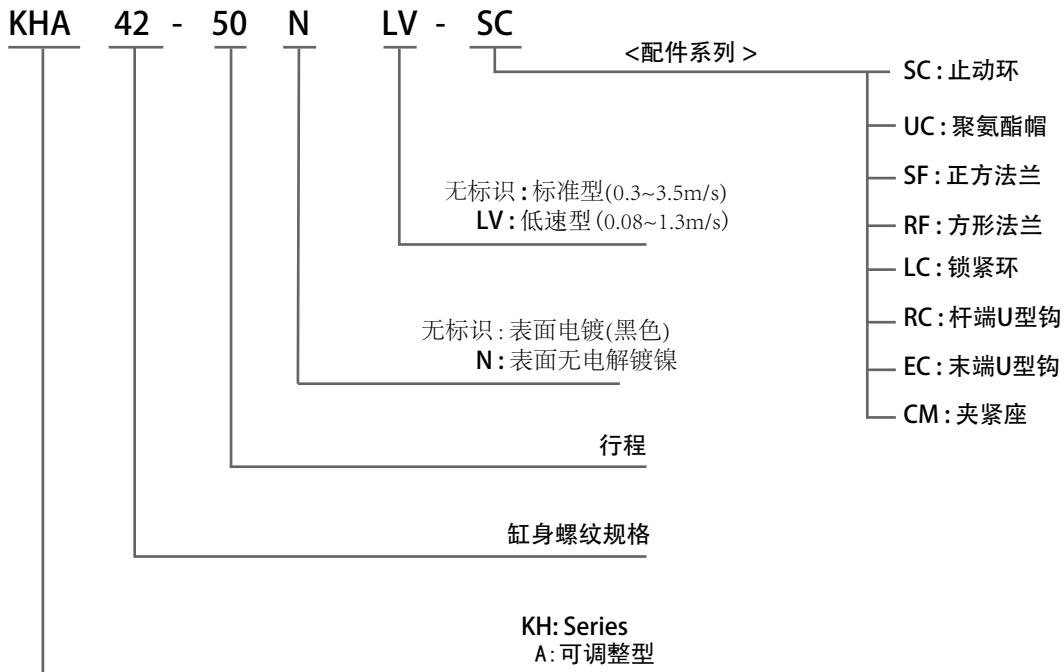 KHA 42 - 50 N LV - SC
<配件系列 >
SC : 止动环
UC : 聚氨酯帽
SF : 正方法兰
RF : 方形法兰
LC : 锁紧环
RC : 杆端U型钩
EC : 末端U型钩
CM : 夹紧座
无标识 : 标准型(0.3~3.5m/s)
LV : 低速型 (0.08~1.3m/s)
无标识 : 表面电镀(黑色)
N : 表面无电解镀镍
行程
缸身螺纹规格
KH: Series
A: 可调整型